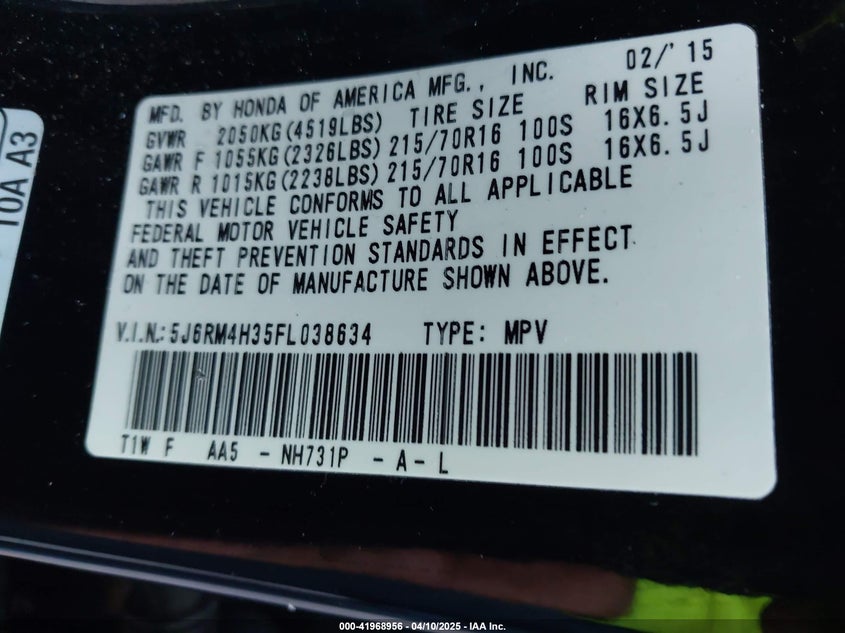 02/'15
MFD. BY HONDA OF AMERICA MFG., INC.
GVWR 2050KG(4519LBS) TIRE SIZE RIM SIZE
GAWR F 1055KG(2326LBS) 215/70R16 100S 16X6.5J
GAWR R 1015KG(2238LBS) 215/70R16 100S 16X6.5J
THIS VEHICLE CONFORMS TO ALL APPLICABLE
FEDERAL MOTOR VEHICLE SAFETY
AND THEFT PREVENTION STANDARDS IN EFFECT
ON THE DATE OF MANUFACTURE SHOWN ABOVE.
V.I.N.: 5J6RM4H35FL038634 TYPE: MPV
T1W F AA5 - NH731P - A - L
10A A3
000-41968956 - 04/10/2025 - IAA Inc.